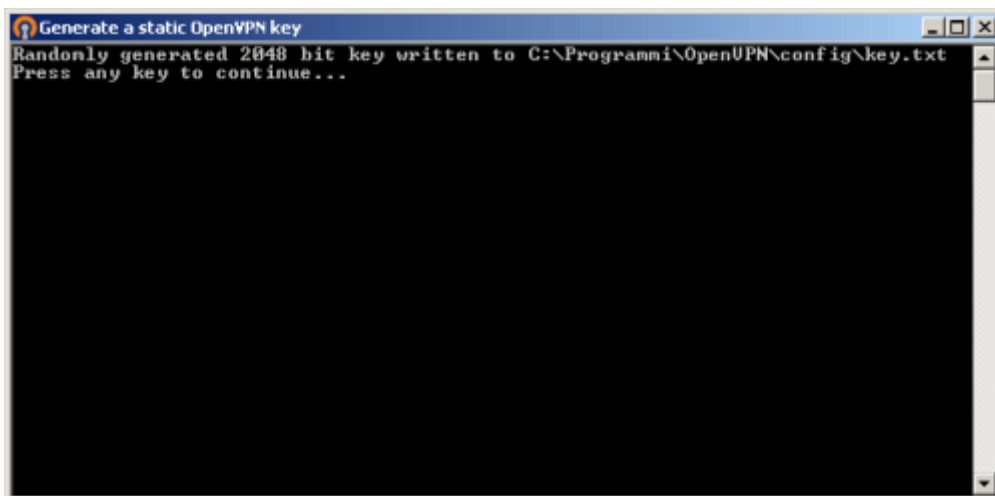 Generate a static OpenVPN key
Randomly generated 2048 bit key written to C:\Programmi\OpenVPN\config\key.txt
Press any key to continue...